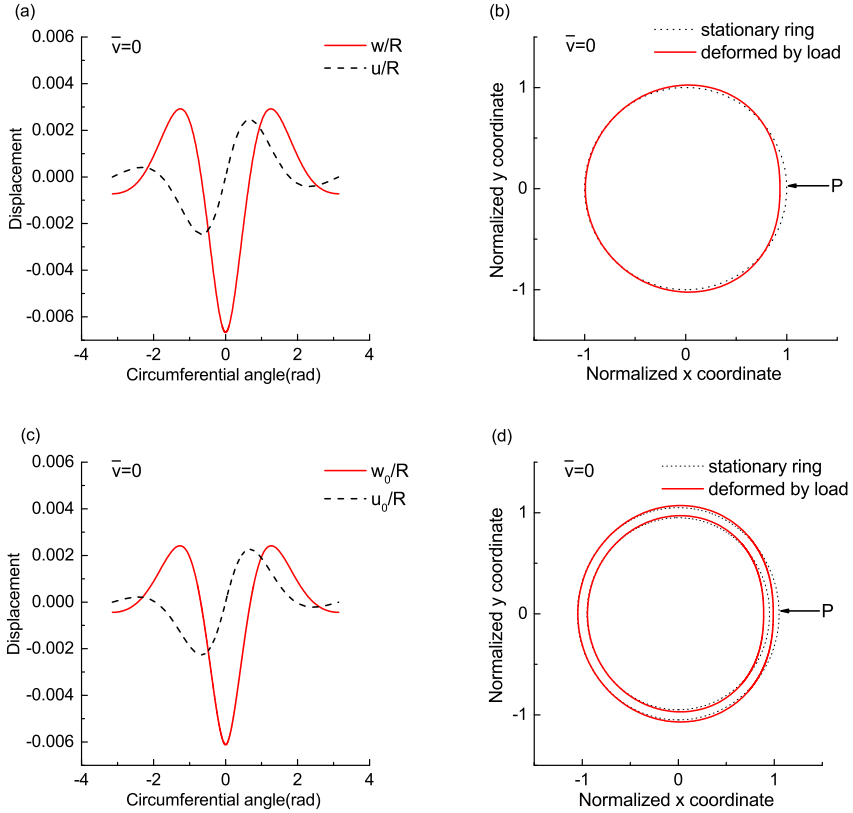 (a)
v̅=0
w/R
u/R
0.006
0.004
0.002
0.000
-0.002
-0.004
-0.006
Displacement
-4
-2
0
2
4
Circumferential angle(rad)
(b)
v̅=0
stationary ring
deformed by load
1
0
-1
Normalized y coordinate
P
-1
0
1
Normalized x coordinate
(c)
v̅=0
w₀/R
u₀/R
0.006
0.004
0.002
0.000
-0.002
-0.004
-0.006
Displacement
-4
-2
0
2
4
Circumferential angle(rad)
(d)
v̅=0
stationary ring
deformed by load
1
0
-1
Normalized y coordinate
P
-1
0
1
Normalized x coordinate